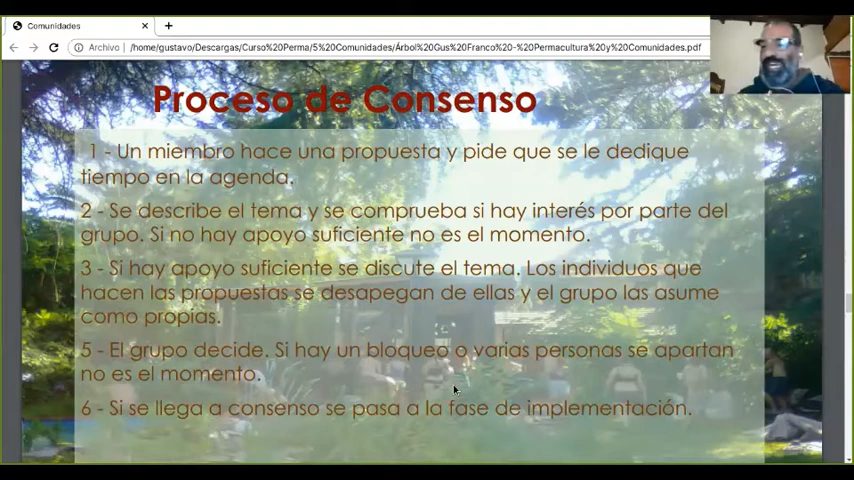 Comunidades
Archivo
/home/gustavo/Descargas/Curso%20Perma/5%20Comunidades/Árbol%20Gus%20Franco%20-%20Permacultura%20y%20Comunidades.pdf
Proceso de Consenso
1 - Un miembro hace una propuesta y pide que se le dedique
tiempo en la agenda.
2 - Se describe el tema y se comprueba si hay interés por parte del
grupo. Si no hay apoyo suficiente no es el momento.
3 - Si hay apoyo suficiente se discute el tema. Los individuos que
hacen las propuestas se desapegan de ellas y el grupo las asume
como propias.
5 - El grupo decide. Si hay un bloqueo o varias personas se apartan
no es el momento.
6 - Si se llega a consenso se pasa a la fase de implementación.